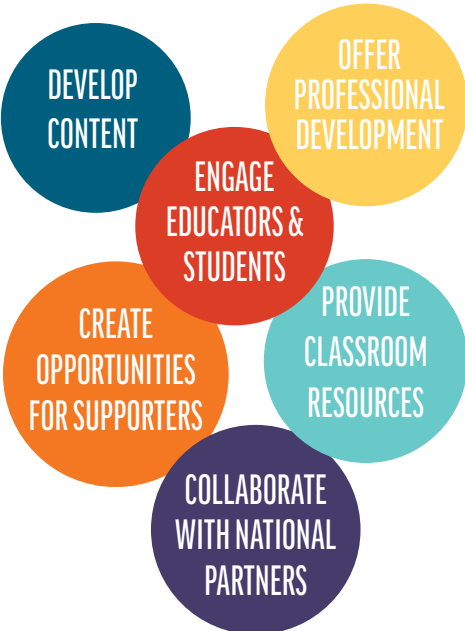 DEVELOP
CONTENT
OFFER
PROFESSIONAL
DEVELOPMENT
ENGAGE
EDUCATORS &
STUDENTS
CREATE
OPPORTUNITIES
FOR SUPPORTERS
PROVIDE
CLASSROOM
RESOURCES
COLLABORATE
WITH NATIONAL
PARTNERS